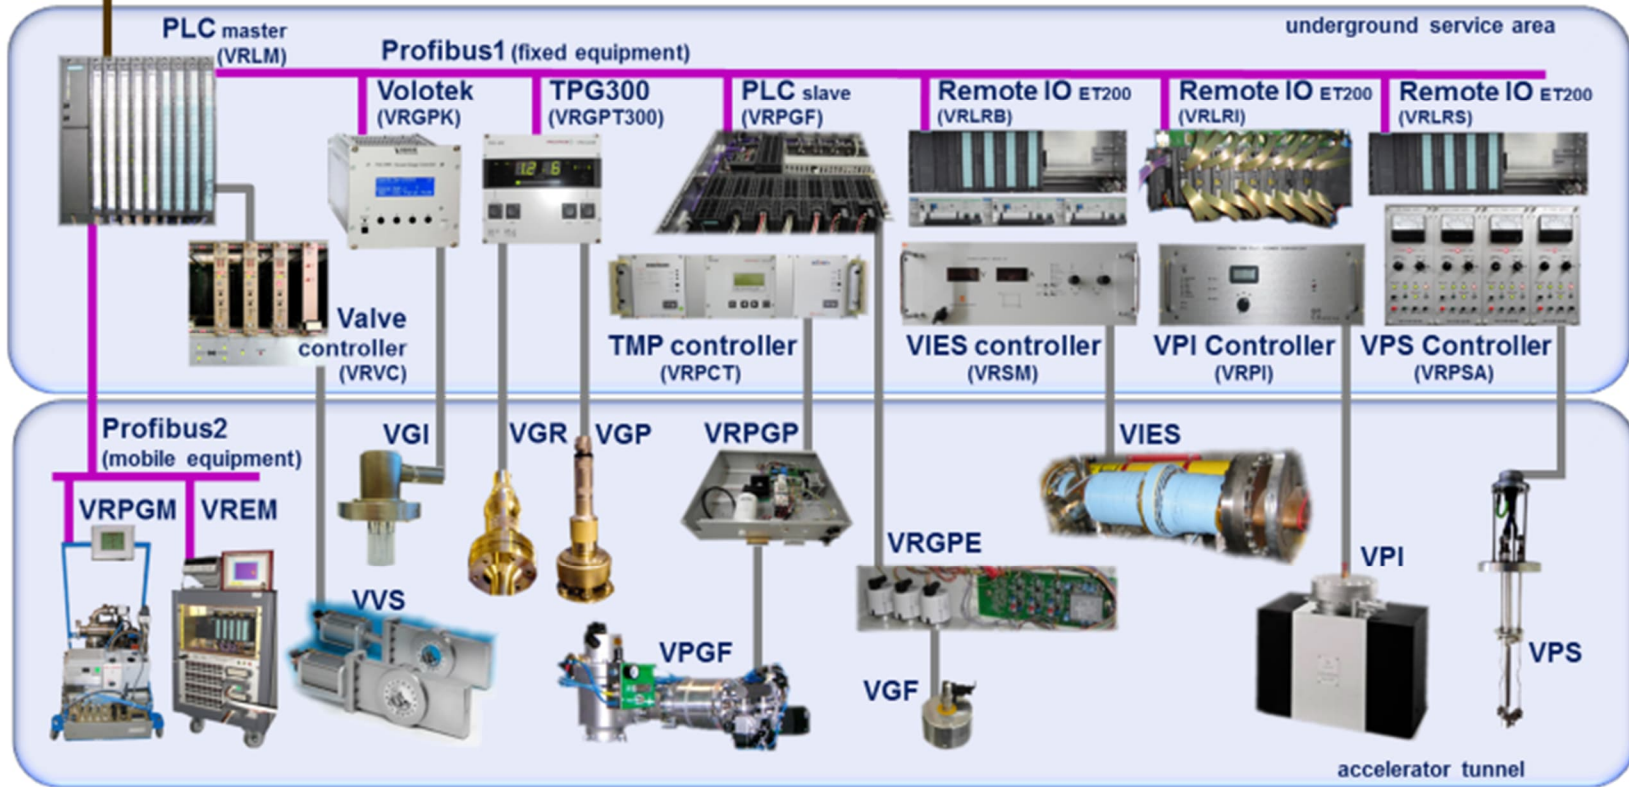 underground service area
PLC master
(VRLM)
Profibus1 (fixed equipment)
Volotek
(VRGPK)
TPG300
(VRGPT300)
PLC slave
(VRPGF)
Remote IO ET200
(VRLRB)
Remote IO ET200
(VRLRI)
Remote IO ET200
(VRLRS)
Valve
controller
(VRVC)
TMP controller
(VRPCT)
VIES controller
(VRSM)
VPI Controller
(VRPI)
VPS Controller
(VRPSA)
Profibus2
(mobile equipment)
VRPGM
VREM
VGI
VGR
VGP
VRPGP
VIES
VVS
VRGPE
VPI
VPGF
VGF
VPS
accelerator tunnel